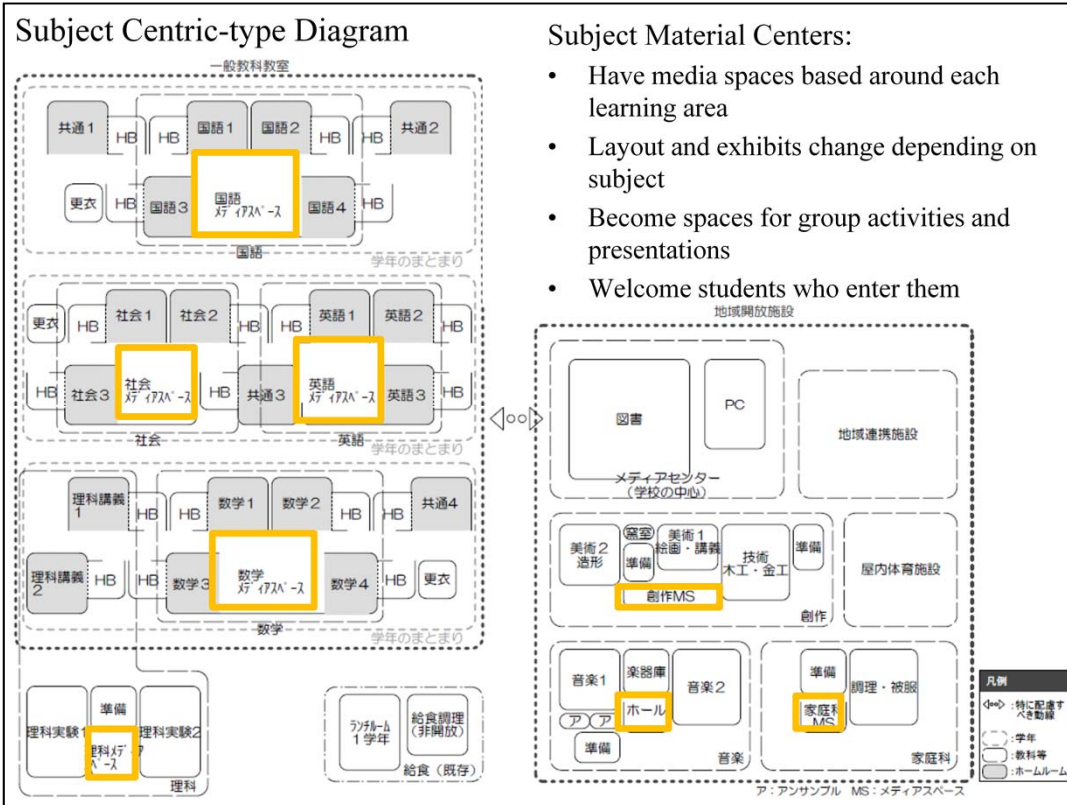 Subject Centric-type Diagram
一般教科教室
共通1
HB
HB
国語1
国語2
HB
HB
共通2
更衣
HB
国語3
国語
メディアスペース
国語4
HB
国語
学年のまとまり
更衣
HB
社会1
社会2
HB
HB
英語1
英語2
HB
HB
社会3
社会
メディアスペース
HB
共通3
英語
メディアスペース
英語3
HB
社会
英語
学年のまとまり
理科講義
1
HB
HB
数学1
数学2
HB
HB
共通4
理科講義
2
HB
HB
数学3
数学
メディアスペース
数学4
HB
更衣
数学
学年のまとまり
理科実験1
準備
理科メディア
ペース
理科実験2
理科
ランチルーム
1学年
給食調理
(非開放)
給食(既存)
Subject Material Centers:
• Have media spaces based around each
learning area
• Layout and exhibits change depending on
subject
• Become spaces for group activities and
presentations
• Welcome students who enter them
地域開放施設
図書
PC
メディアセンター
(学校の中心)
地域連携施設
美術2
造形
窯室
準備
美術1
絵画・講義
技術
木工・金工
準備
創作MS
創作
屋内体育施設
音楽1
楽器庫
音楽2
ア
ア
ホール
準備
音楽
準備
調理・被服
家庭科
MS
家庭科
凡例
:特に配慮す
べき動線
:学年
:教科等
:ホームルーム
ア:アンサンブル MS:メディアスペース